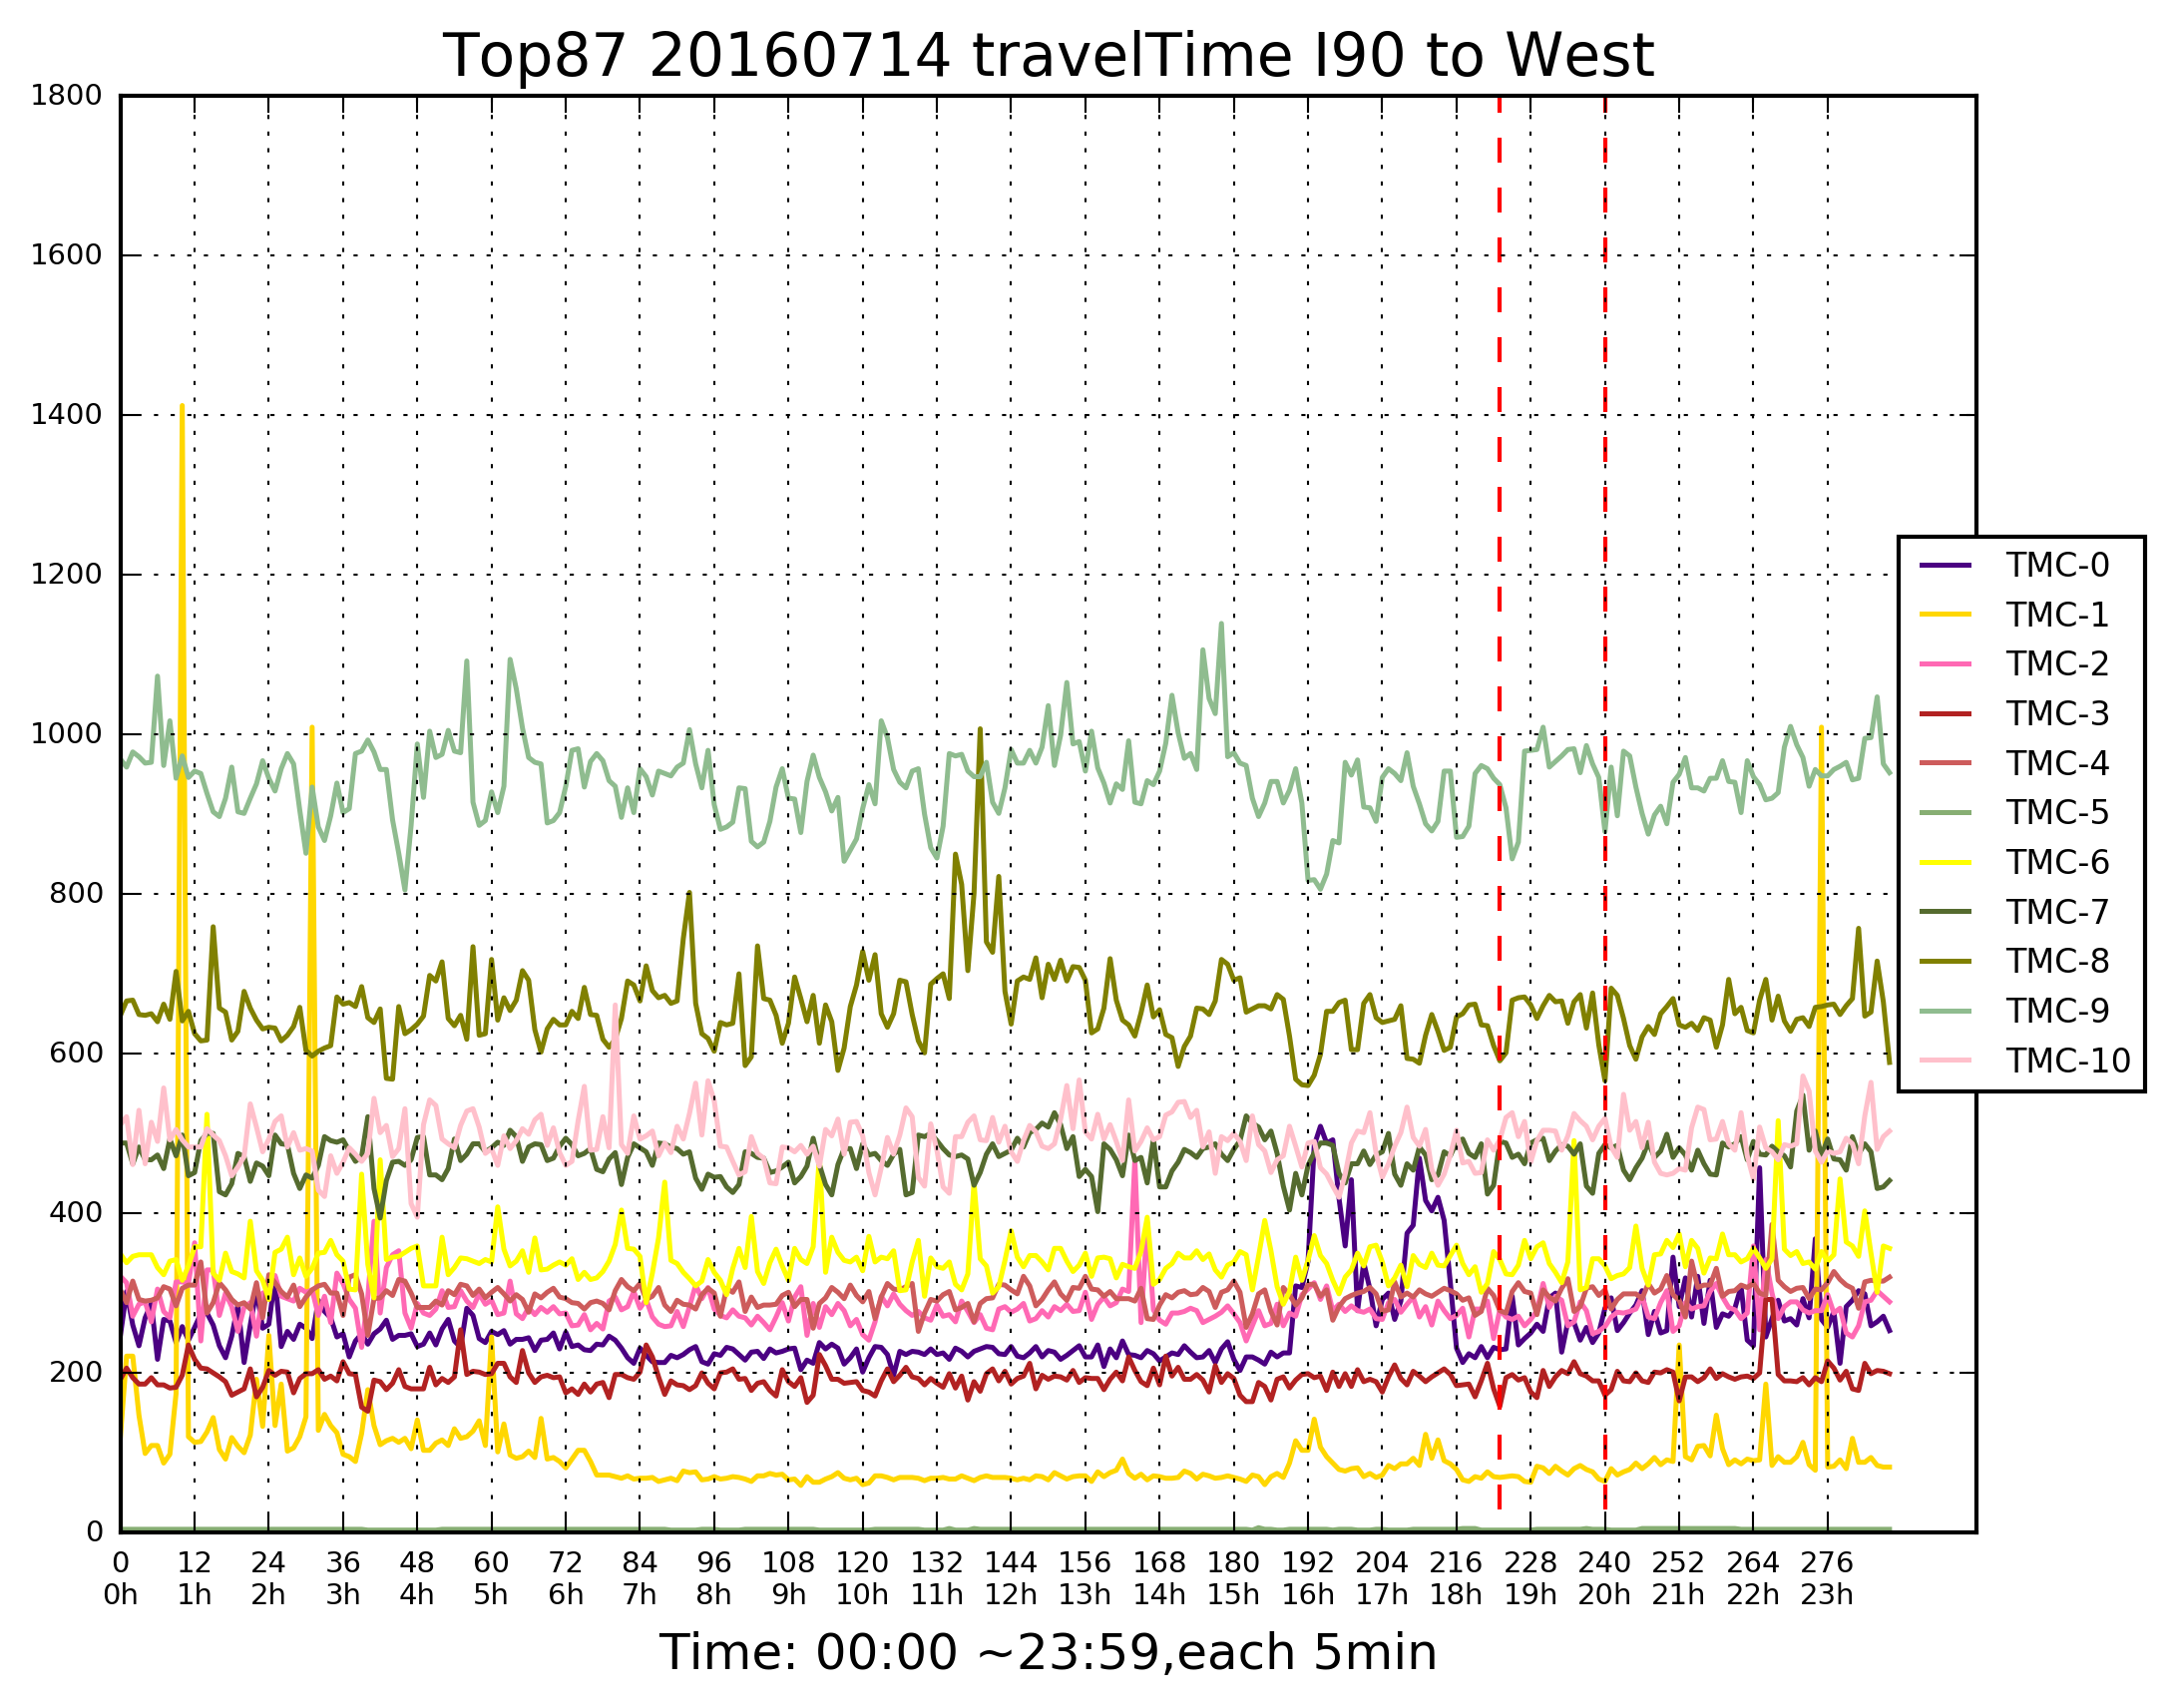 Top87 20160714 travelTime I90 to West
1800
1600
1400
1200
1000
800
600
400
200
0
TMC-0
TMC-1
TMC-2
TMC-3
TMC-4
TMC-5
TMC-6
TMC-7
TMC-8
TMC-9
TMC-10
0 12 24 36 48 60 72 84 96 108 120 132 144 156 168 180 192 204 216 228 240 252 264 276
0h 1h 2h 3h 4h 5h 6h 7h 8h 9h 10h 11h 12h 13h 14h 15h 16h 17h 18h 19h 20h 21h 22h 23h
Time: 00:00 ~23:59,each 5min